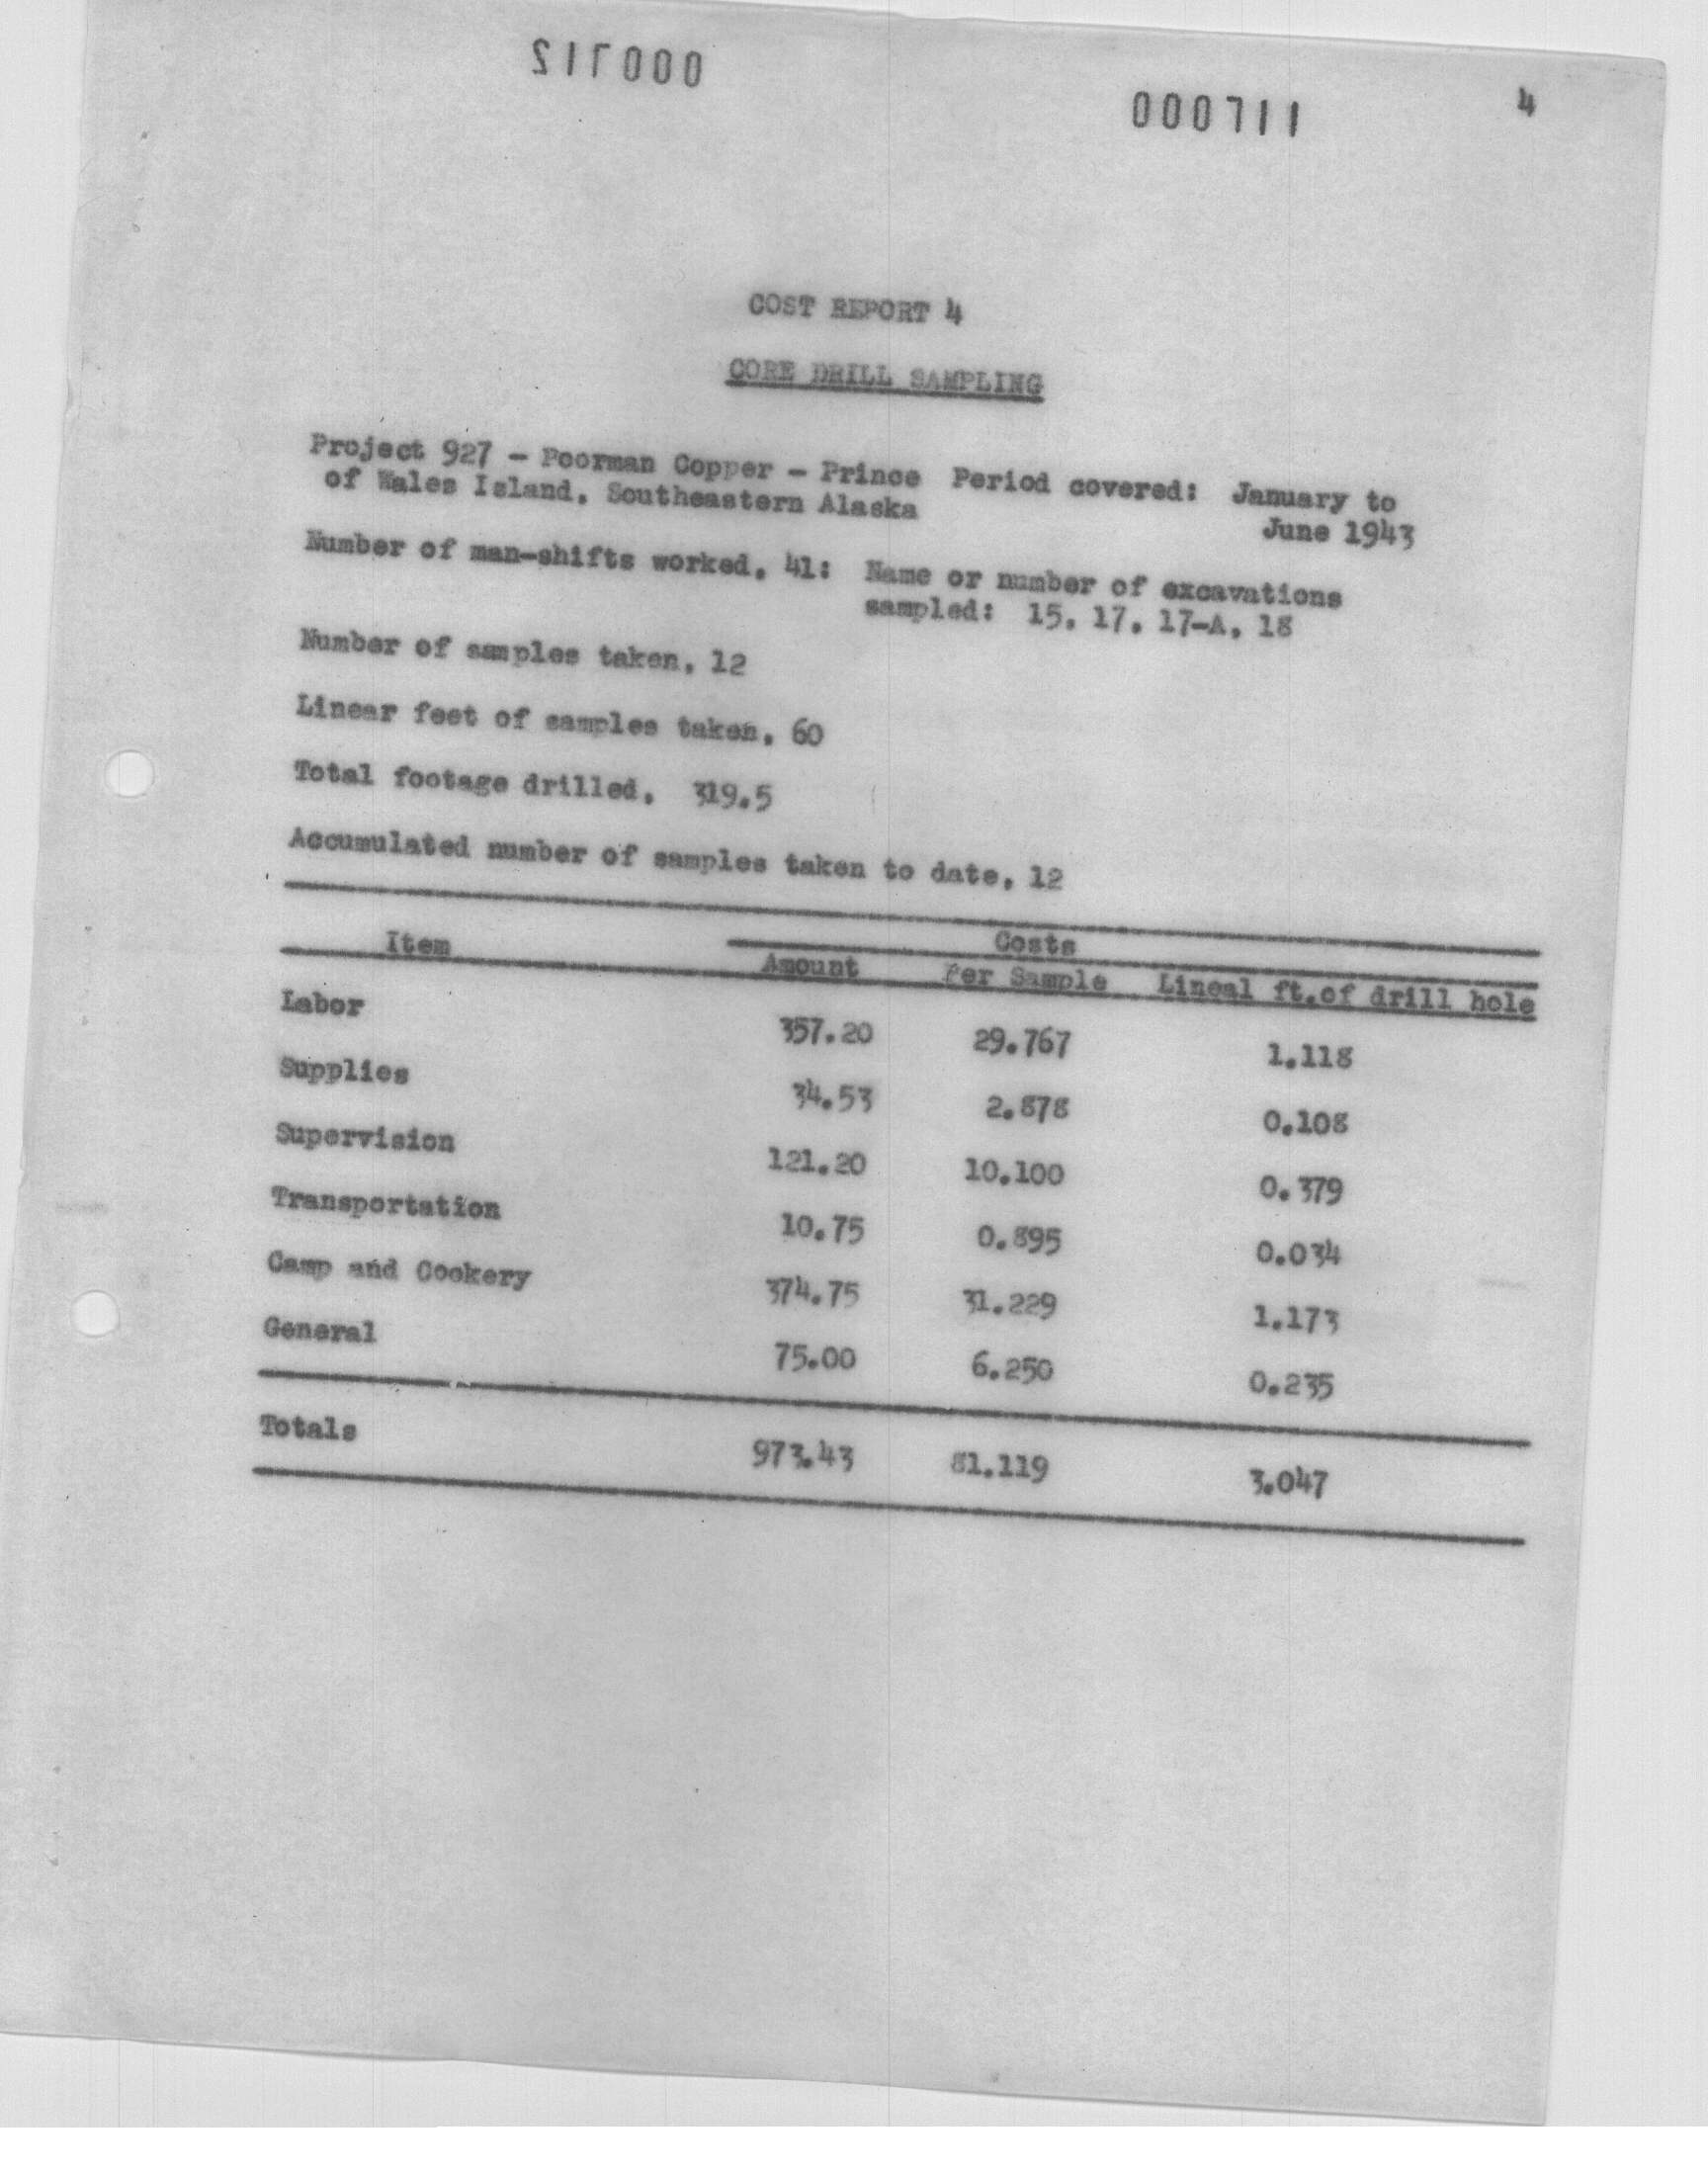 000711
4
COST REPORT 4
CORE DRILL SAMPLING
Project 927 - Poorman Copper - Prince Period covered: January to
of Wales Island, Southeastern Alaska June 1943
Number of man-shifts worked, 41: Name or number of excavations
sampled: 15, 17, 17-A, 18
Number of samples taken, 12
Linear feet of samples taken, 60
Total footage drilled, 319.5
Accumulated number of samples taken to date, 12
Item Costs
Amount Per Sample Lineal ft.of drill hole
Labor 357.20 29.767 1.118
Supplies 34.53 2.878 0.108
Supervision 121.20 10.100 0.379
Transportation 10.75 0.895 0.034
Camp and Cookery 374.75 31.229 1.173
General 75.00 6.250 0.235
Totals 973.43 81.119 3.047